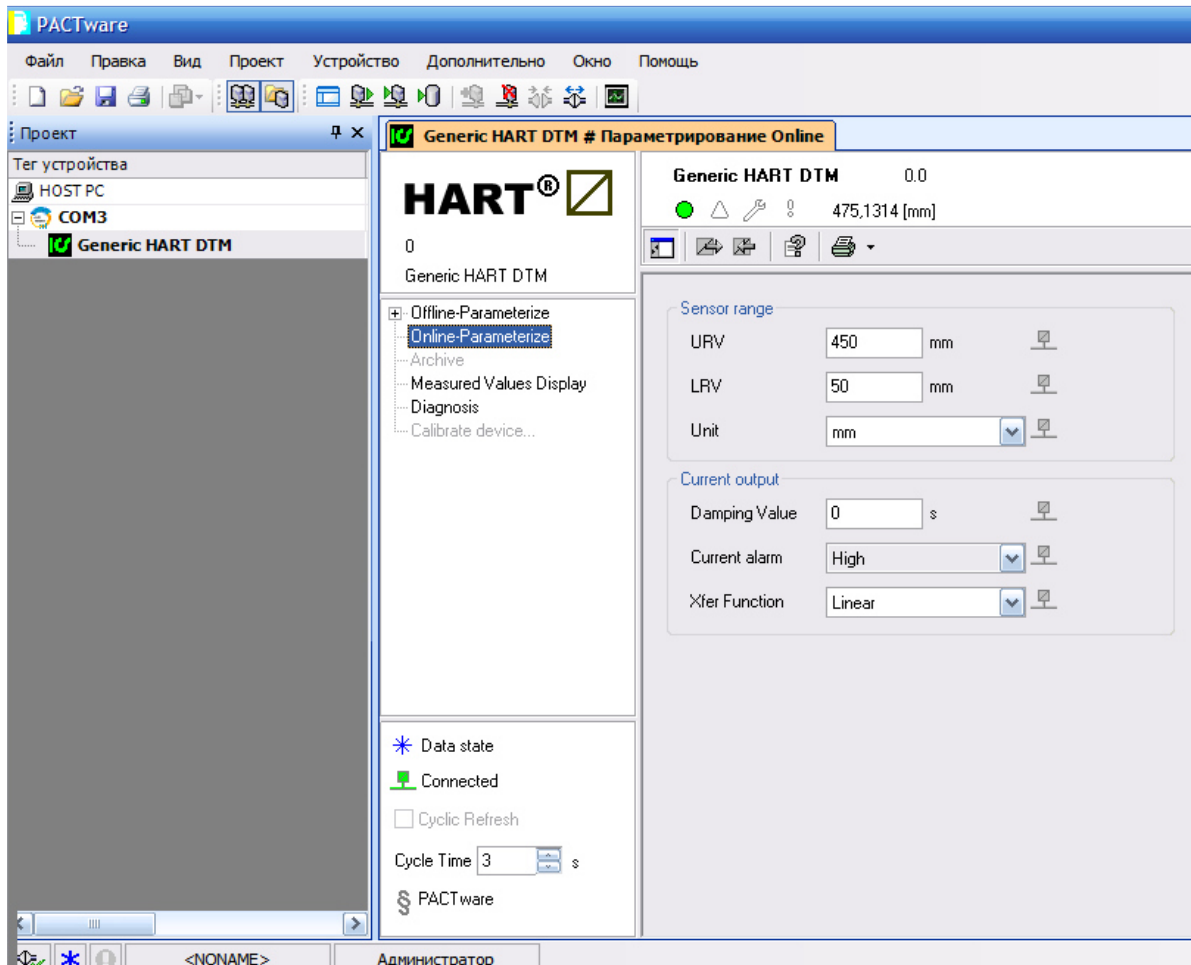 PACTware
Файл Правка Вид Проект Устройство Дополнительно Окно Помощь
Проект
Тег устройства
HOST PC
COM3
Generic HART DTM
Generic HART DTM # Параметрирование Online
HART®
0
Generic HART DTM
Offline-Parameterize
Online-Parameterize
Archive
Measured Values Display
Diagnosis
Calibrate device...
Data state
Connected
Cyclic Refresh
Cycle Time 3 s
§ PACTware
Generic HART DTM 0.0
475,1314 [mm]
Sensor range
URV 450 mm
LRV 50 mm
Unit mm
Current output
Damping Value 0 s
Current alarm High
Xfer Function Linear
<NONAME> Администратор